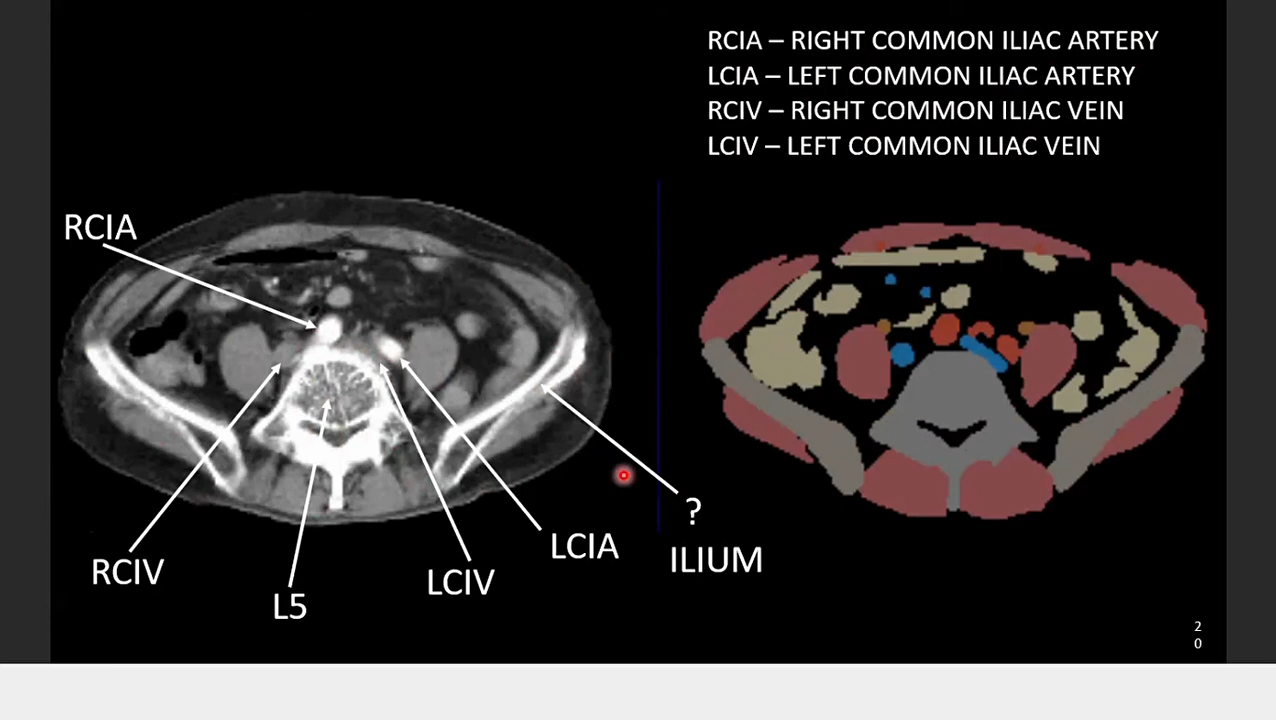 RCIA – RIGHT COMMON ILIAC ARTERY
LCIA – LEFT COMMON ILIAC ARTERY
RCIV – RIGHT COMMON ILIAC VEIN
LCIV – LEFT COMMON ILIAC VEIN
RCIA
?
LCIA
ILIUM
RCIV
LCIV
L5
2
0